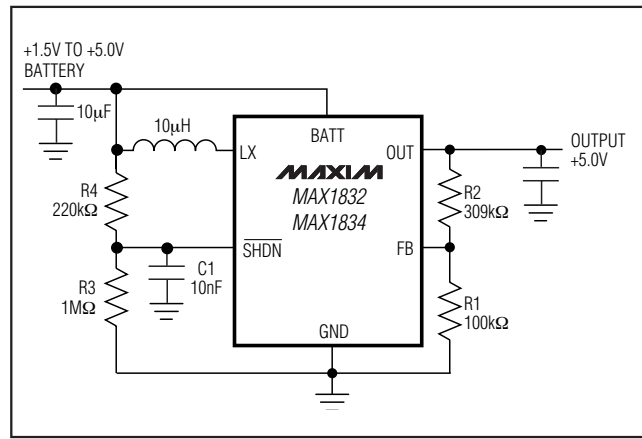 +1.5V TO +5.0V
BATTERY
10µF
10µH
LX
BATT
OUT
OUTPUT
+5.0V
MAXIM
MAX1832
MAX1834
R4
220kΩ
R2
309kΩ
SHDN
FB
C1
10nF
R3
1MΩ
R1
100kΩ
GND